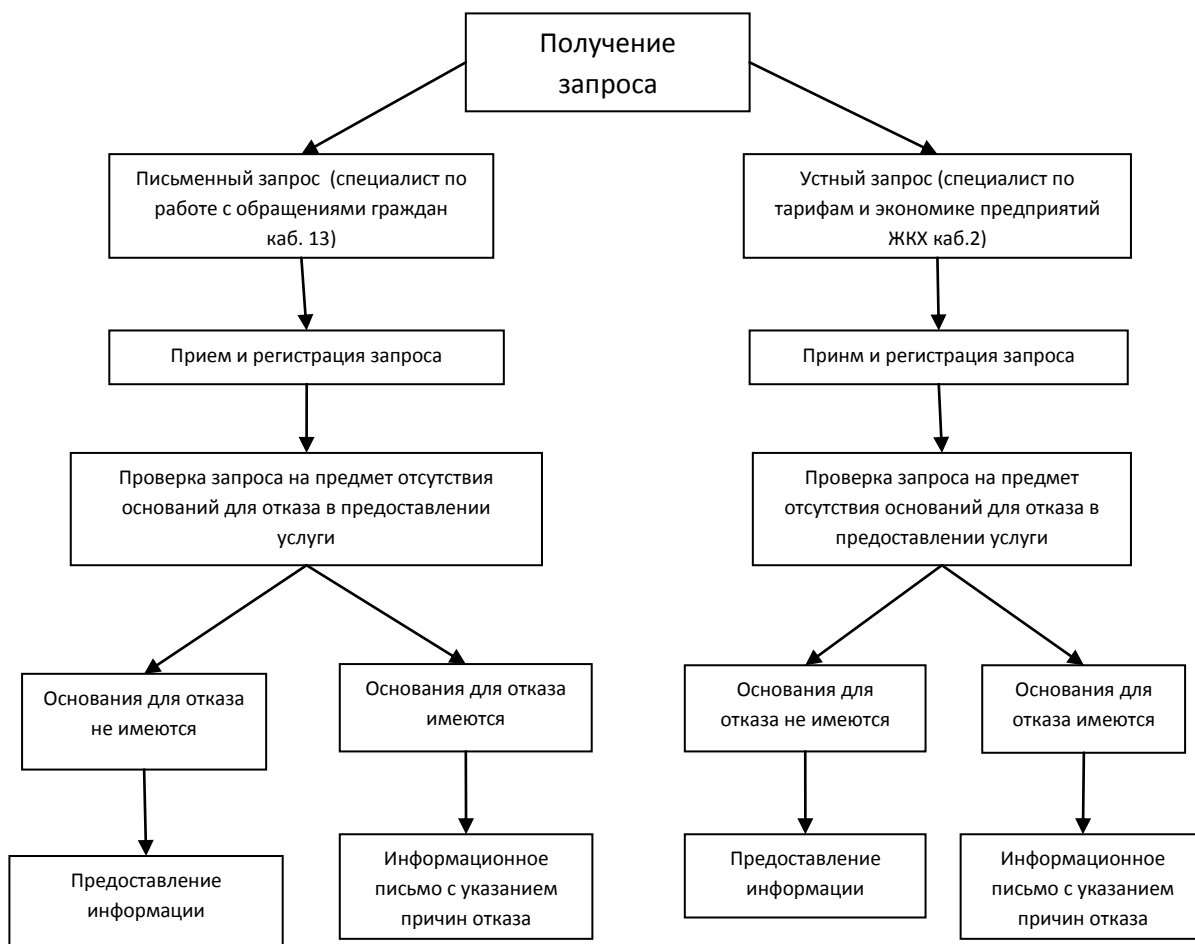 Получение
запроса
Письменный запрос (специалист по
работе с обращениями граждан
каб. 13)
Устный запрос (специалист по
тарифам и экономике предприятий
ЖКХ каб.2)
Прием и регистрация запроса
Принм и регистрация запроса
Проверка запроса на предмет отсутствия
оснований для отказа в предоставлении
услуги
Проверка запроса на предмет
отсутствия оснований для отказа в
предоставлении услуги
Основания для отказа
не имеются
Основания для отказа
имеются
Основания для
отказа не имеются
Основания для
отказа имеются
Предоставление
информации
Информационное
письмо с указанием
причин отказа
Предоставление
информации
Информационное
письмо с указанием
причин отказа